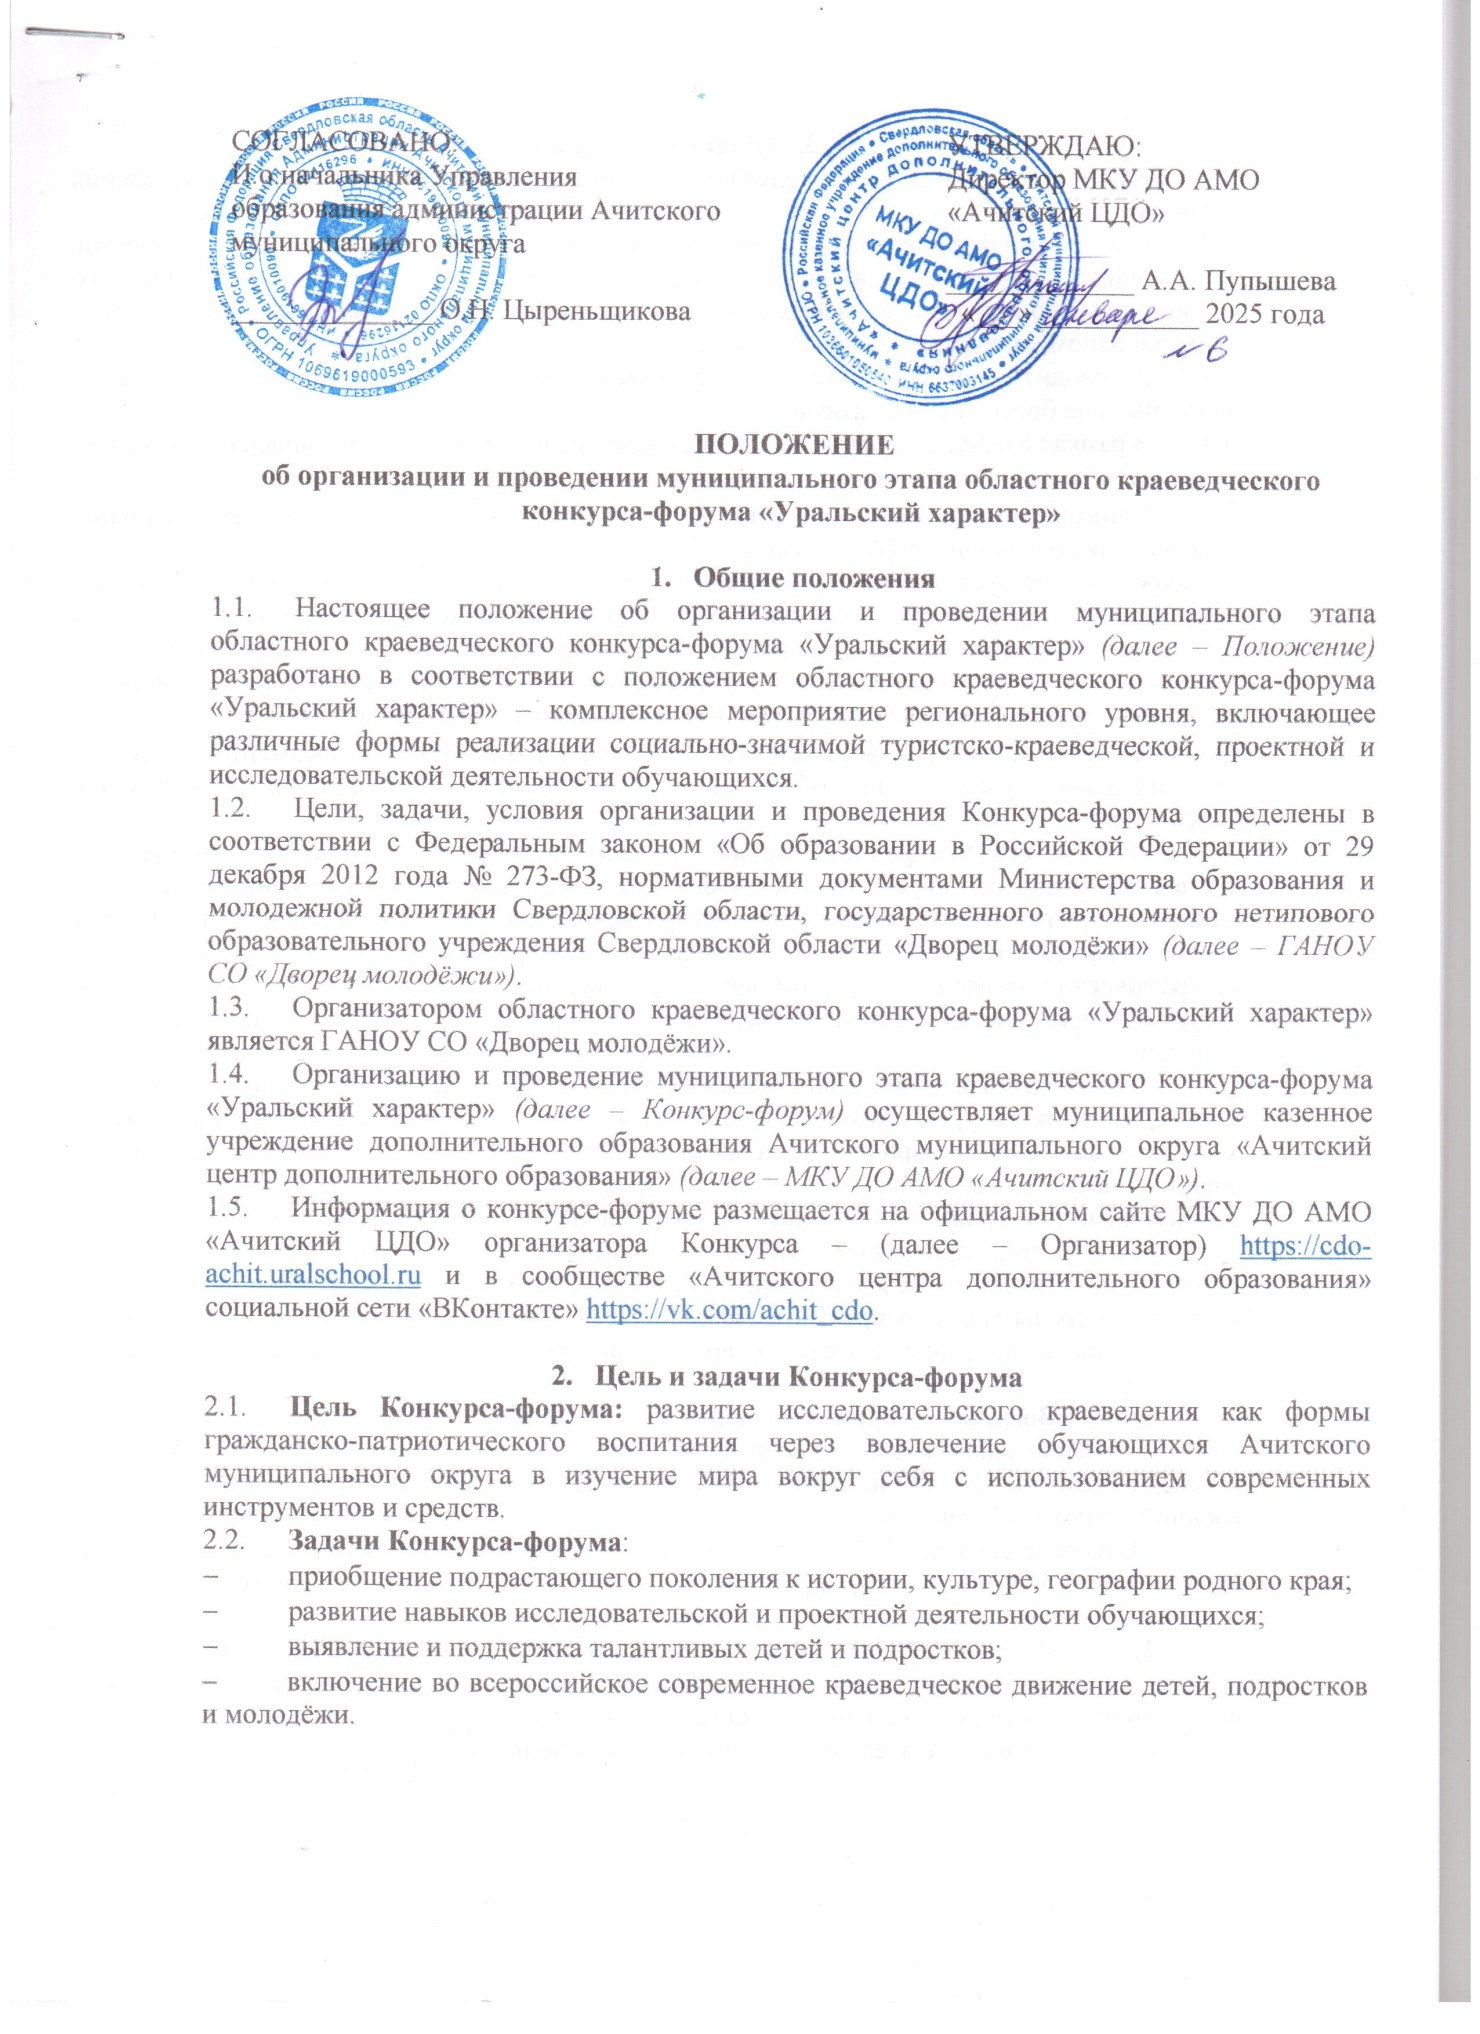 СОГЛАСОВАНО
И о начальника Управления
образования администрации Ачитского
муниципального округа
О.Н. Цыреньщикова
УТВЕРЖДАЮ:
Директор МКУ ДО АМО
«Ачитский ЦДО»
А.А. Пупышева
января 2025 года
№ 6
МКУ ДО АМО
«АЧИТСКИЙ
ЦДО»
ОГРН 1069619000593
ИНН 6637003145
ПОЛОЖЕНИЕ
об организации и проведении муниципального этапа областного краеведческого
конкурса-форума «Уральский характер»
1. Общие положения
1.1. Настоящее положение об организации и проведении муниципального этапа
областного краеведческого конкурса-форума «Уральский характер» (далее – Положение)
разработано в соответствии с положением областного краеведческого конкурса-форума
«Уральский характер» – комплексное мероприятие регионального уровня, включающее
различные формы реализации социально-значимой туристско-краеведческой, проектной и
исследовательской деятельности обучающихся.
1.2. Цели, задачи, условия организации и проведения Конкурса-форума определены в
соответствии с Федеральным законом «Об образовании в Российской Федерации» от 29
декабря 2012 года № 273-ФЗ, нормативными документами Министерства образования и
молодежной политики Свердловской области, государственного автономного нетипового
образовательного учреждения Свердловской области «Дворец молодёжи» (далее – ГАНОУ
СО «Дворец молодёжи»).
1.3. Организатором областного краеведческого конкурса-форума «Уральский характер»
является ГАНОУ СО «Дворец молодёжи».
1.4. Организацию и проведение муниципального этапа краеведческого конкурса-форума
«Уральский характер» (далее – Конкурс-форум) осуществляет муниципальное казенное
учреждение дополнительного образования Ачитского муниципального округа «Ачитский
центр дополнительного образования» (далее – МКУ ДО АМО «Ачитский ЦДО»).
1.5. Информация о конкурсе-форуме размещается на официальном сайте МКУ ДО АМО
«Ачитский ЦДО» организатора Конкурса – (далее – Организатор) https://cdo-
achit.uralschool.ru и в сообществе «Ачитского центра дополнительного образования»
социальной сети «ВКонтакте» https://vk.com/achit_cdo.
2. Цель и задачи Конкурса-форума
2.1. Цель Конкурса-форума: развитие исследовательского краеведения как формы
гражданско-патриотического воспитания через вовлечение обучающихся Ачитского
муниципального округа в изучение мира вокруг себя с использованием современных
инструментов и средств.
2.2. Задачи Конкурса-форума:
– приобщение подрастающего поколения к истории, культуре, географии родного края;
– развитие навыков исследовательской и проектной деятельности обучающихся;
– выявление и поддержка талантливых детей и подростков;
– включение во всероссийское современное краеведческое движение детей, подростков
и молодёжи.